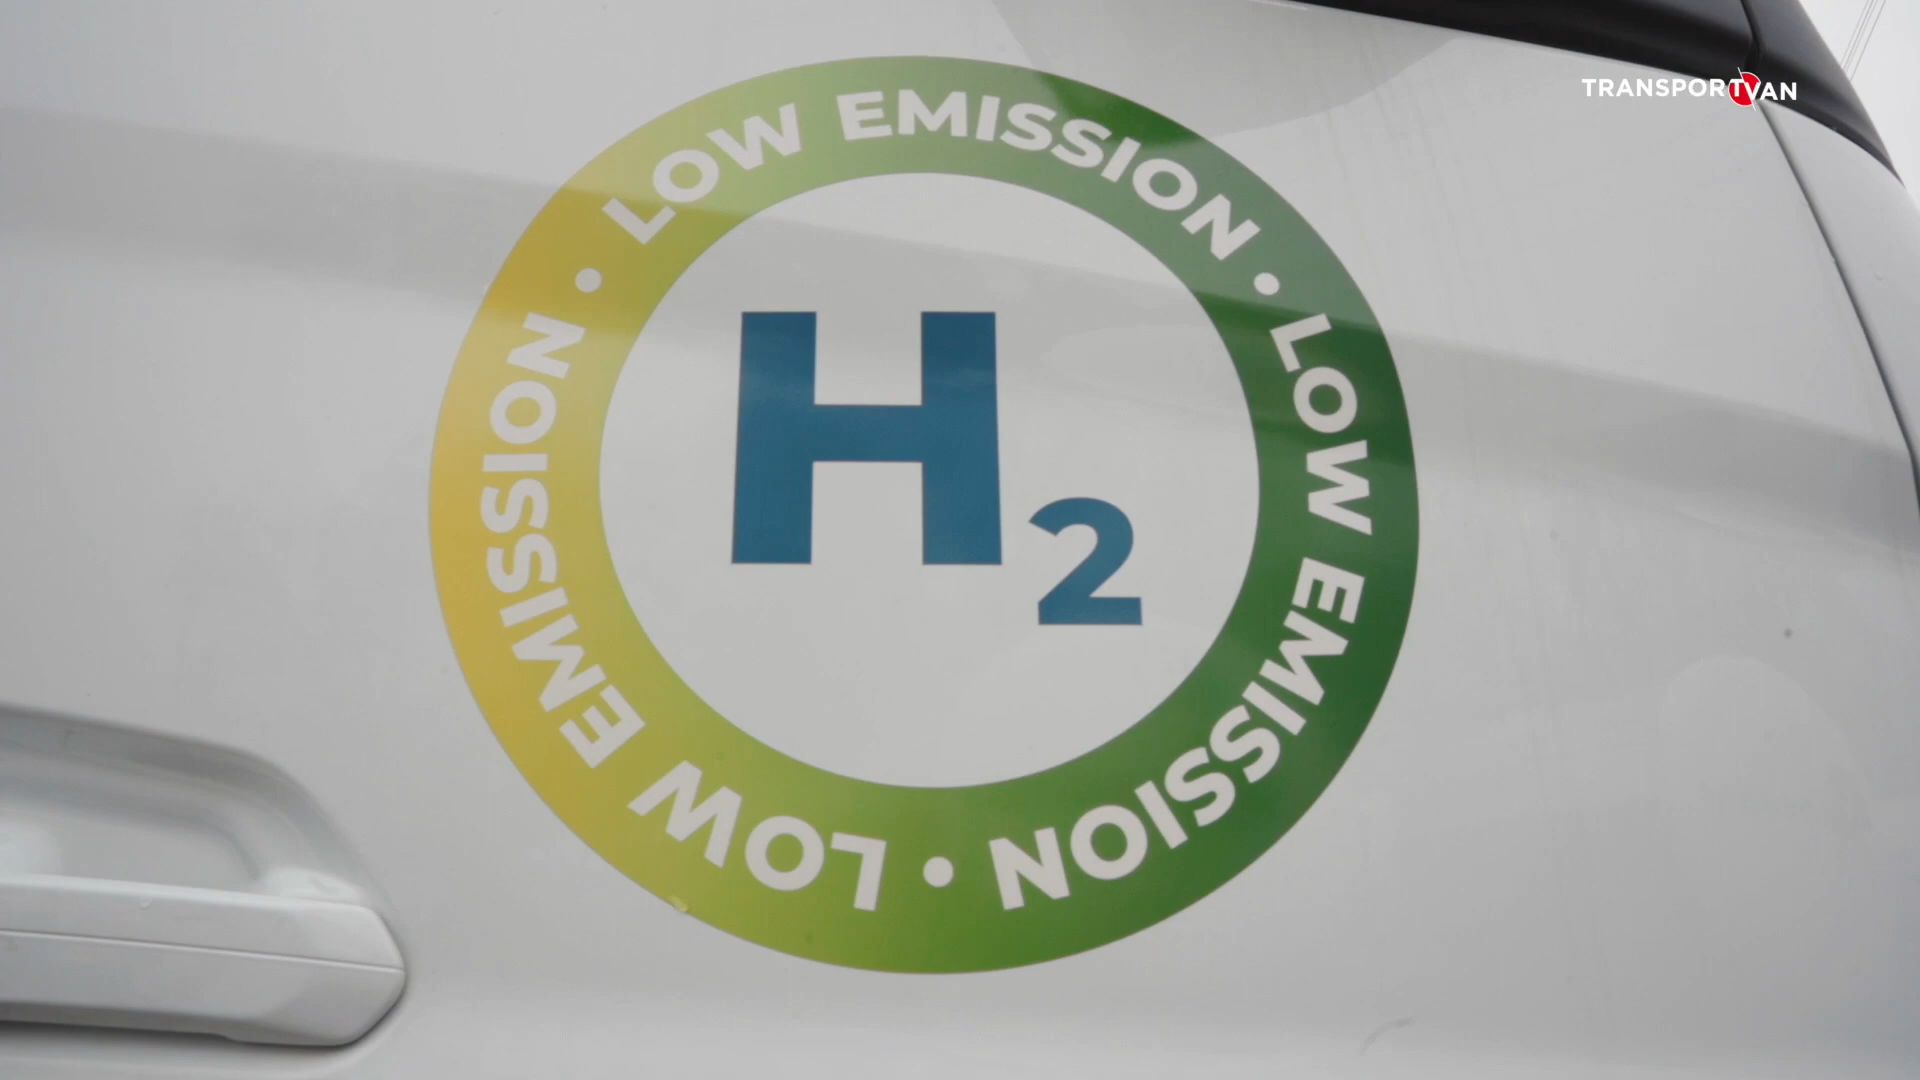 TRANSPORTVAN
LOW EMISSION • LOW EMISSION • LOW EMISSION •
H2